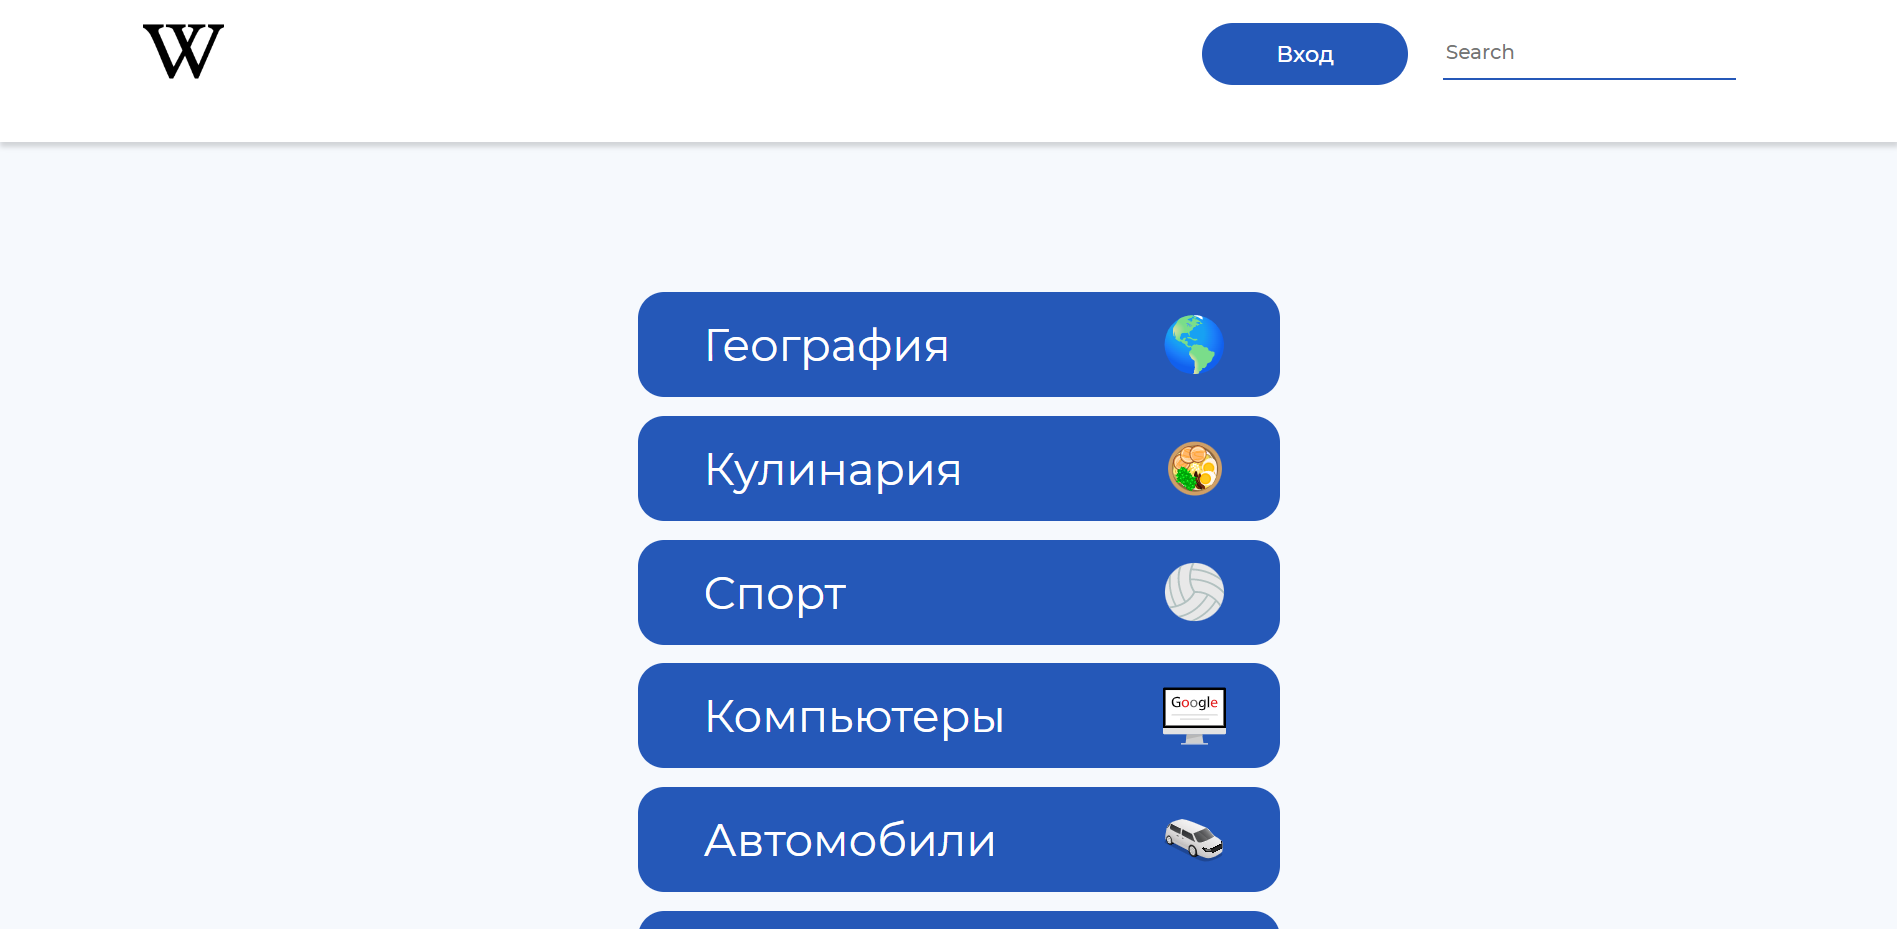 W
Вход
Search
География
Кулинария
Спорт
Компьютеры
Google
Автомобили